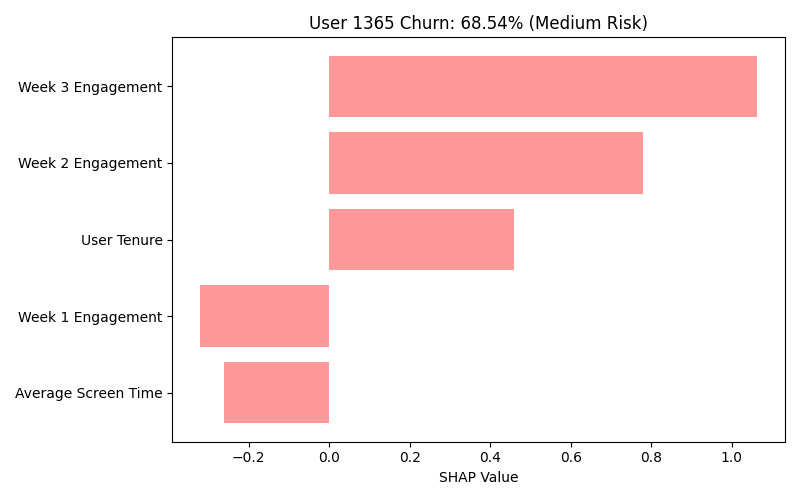 User 1365 Churn: 68.54% (Medium Risk)
Week 3 Engagement
Week 2 Engagement
User Tenure
Week 1 Engagement
Average Screen Time
−0.2 0.0 0.2 0.4 0.6 0.8 1.0
SHAP Value